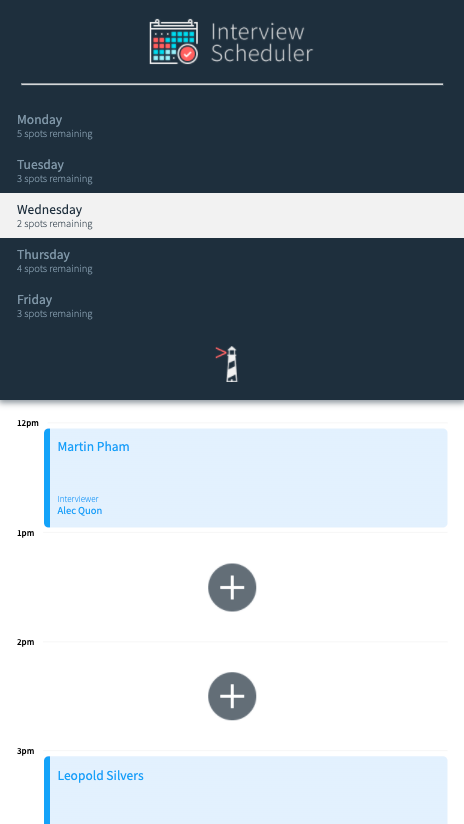 Interview
Scheduler
Monday
5 spots remaining
Tuesday
3 spots remaining
Wednesday
2 spots remaining
Thursday
4 spots remaining
Friday
3 spots remaining
12pm
Martin Pham
Interviewer
Alec Quon
1pm
2pm
3pm
Leopold Silvers